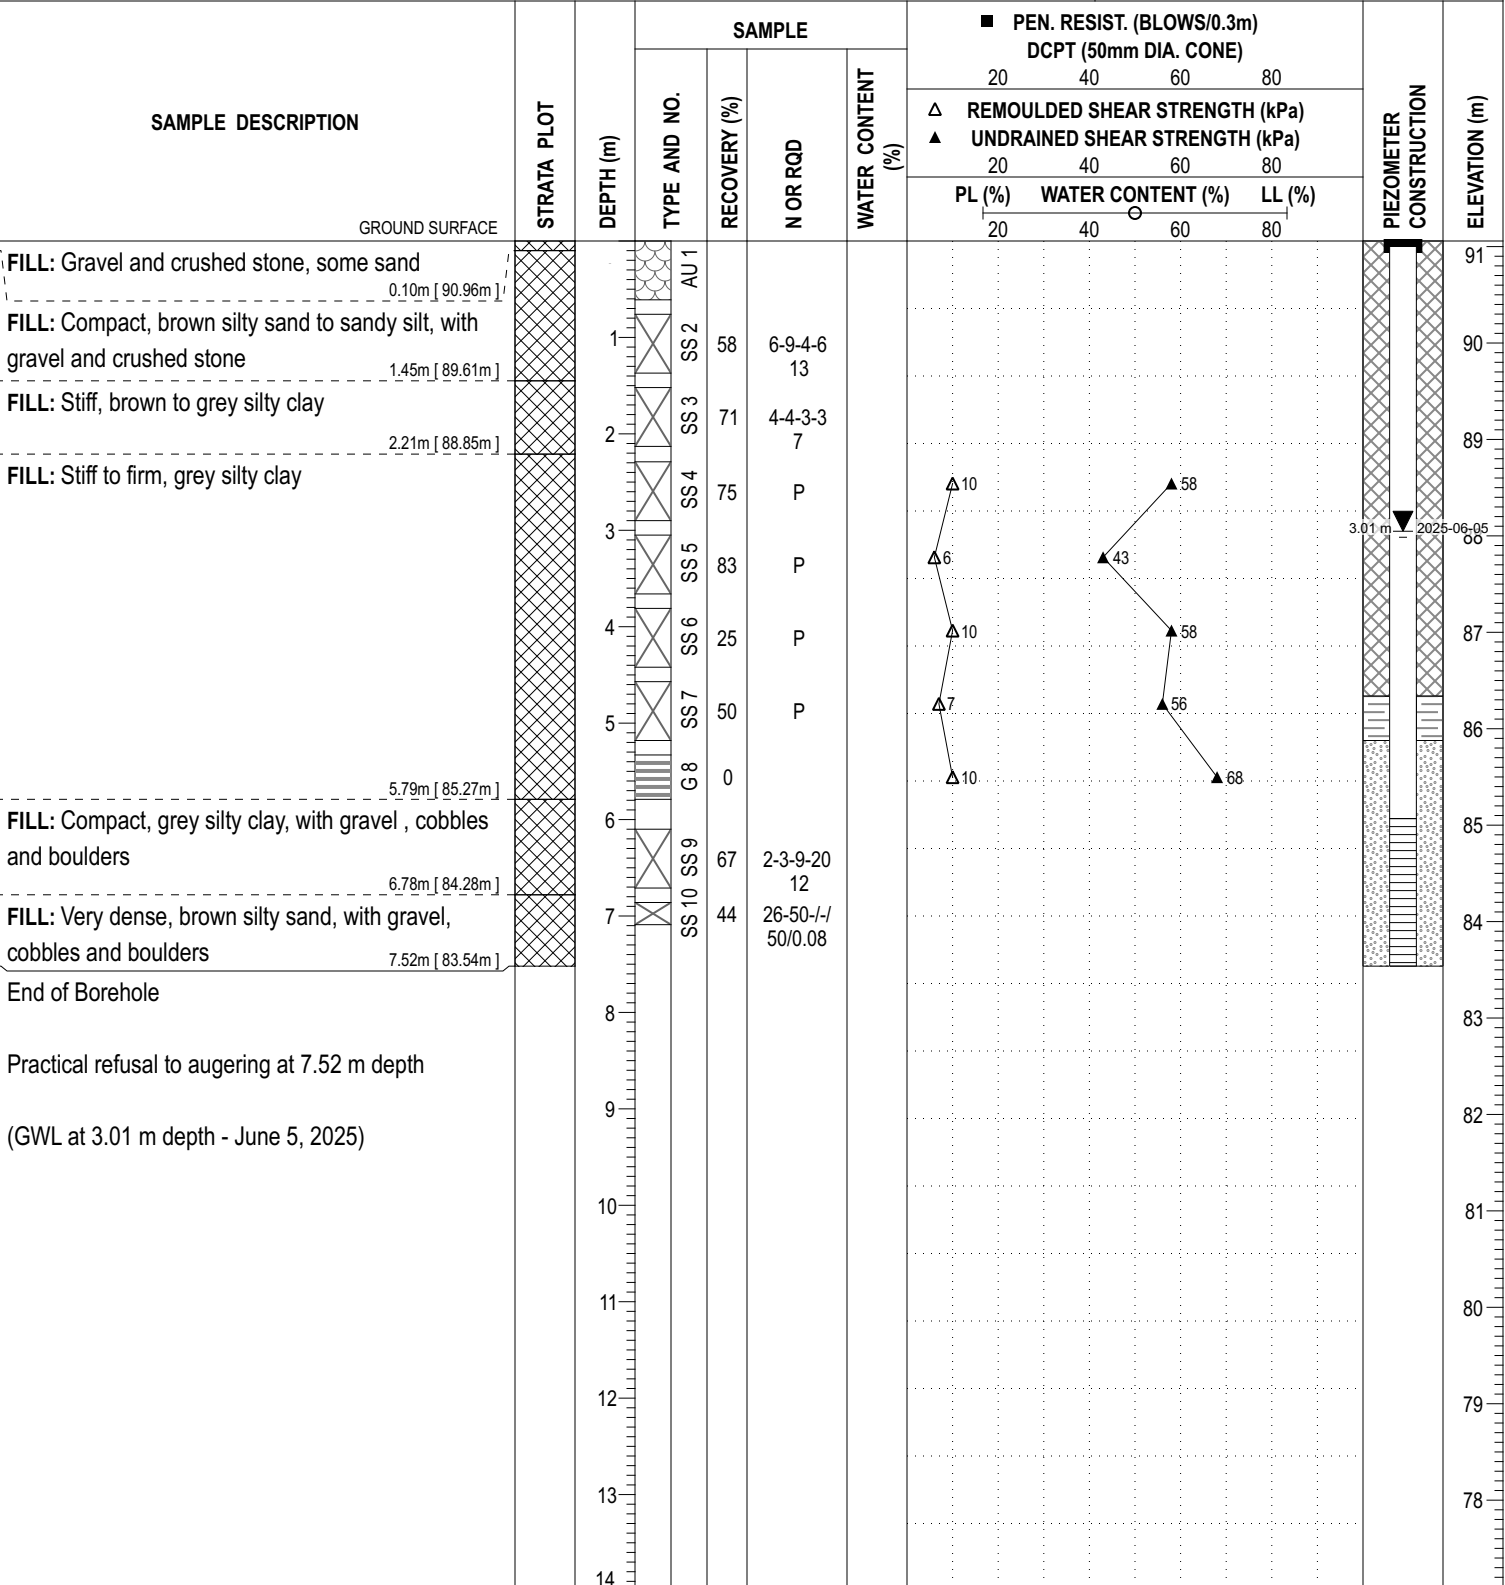 SAMPLE DESCRIPTION
GROUND SURFACE
STRATA PLOT
DEPTH (m)
SAMPLE
TYPE AND NO.
RECOVERY (%)
N OR RQD
WATER CONTENT
(%)
■ PEN. RESIST. (BLOWS/0.3m)
DCPT (50mm DIA. CONE)
20 40 60 80
△ REMOULDED SHEAR STRENGTH (kPa)
▲ UNDRAINED SHEAR STRENGTH (kPa)
20 40 60 80
PL (%) WATER CONTENT (%) LL (%)
20 40 60 80
PIEZOMETER
CONSTRUCTION
ELEVATION (m)
FILL: Gravel and crushed stone, some sand
0.10m [ 90.96m ]
FILL: Compact, brown silty sand to sandy silt, with
gravel and crushed stone
1.45m [ 89.61m ]
FILL: Stiff, brown to grey silty clay
2.21m [ 88.85m ]
FILL: Stiff to firm, grey silty clay
5.79m [ 85.27m ]
FILL: Compact, grey silty clay, with gravel , cobbles
and boulders
6.78m [ 84.28m ]
FILL: Very dense, brown silty sand, with gravel,
cobbles and boulders
7.52m [ 83.54m ]
End of Borehole
Practical refusal to augering at 7.52 m depth
(GWL at 3.01 m depth - June 5, 2025)
1
2
3
4
5
6
7
8
9
10
11
12
13
14
AU 1
SS 2
58
6-9-4-6
13
SS 3
71
4-4-3-3
7
SS 4
75
P
SS 5
83
P
SS 6
25
P
SS 7
50
P
G 8
0
SS 9
67
2-3-9-20
12
SS 10
44
26-50-/-/
50/0.08
10 58
6 43
10 58
7 56
10 68
3.01 m 2025-06-05
91
90
89
88
87
86
85
84
83
82
81
80
79
78